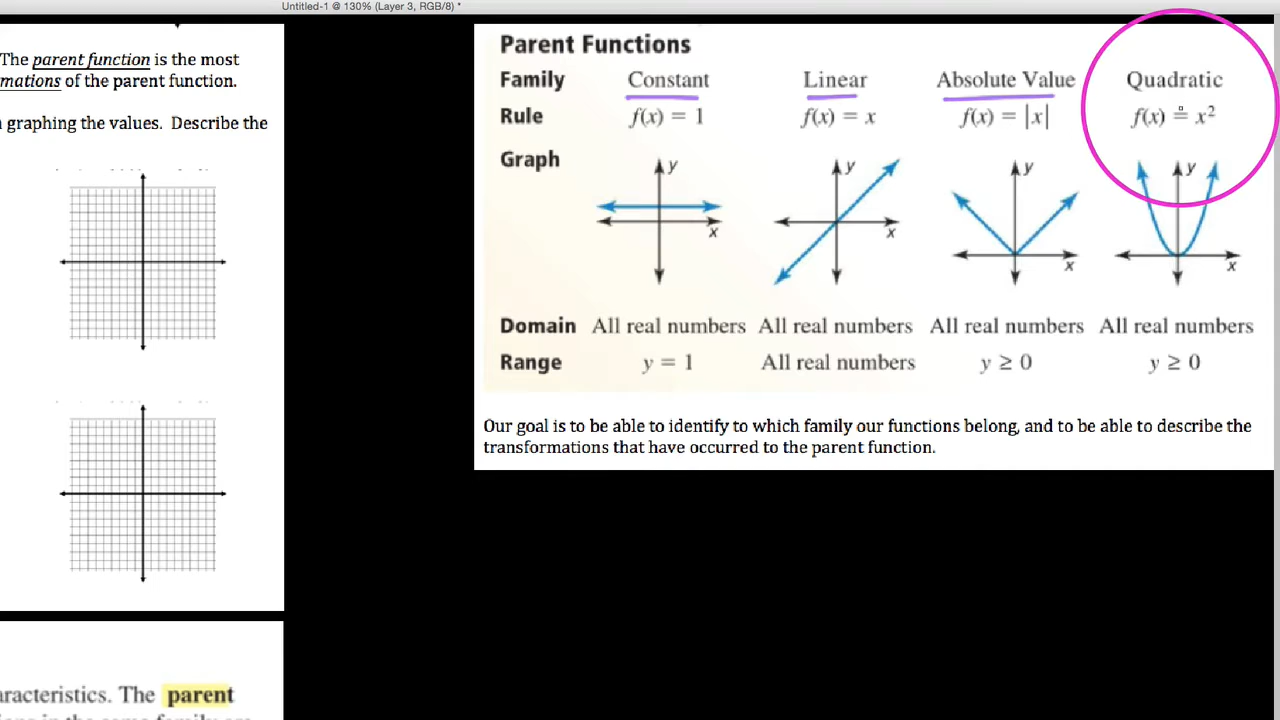 Untitled-1 @ 130% (Layer 3, RGB/8) *
The parent function is the most
mations of the parent function.
graphing the values. Describe the
Parent Functions
Family Constant Linear Absolute Value Quadratic
Rule f(x) = 1 f(x) = x f(x) = |x| f(x) = x²
Graph y y y y
x x x x
Domain All real numbers All real numbers All real numbers All real numbers
Range y = 1 All real numbers y ≥ 0 y ≥ 0
Our goal is to be able to identify to which family our functions belong, and to be able to describe the
transformations that have occurred to the parent function.
aracteristics. The parent